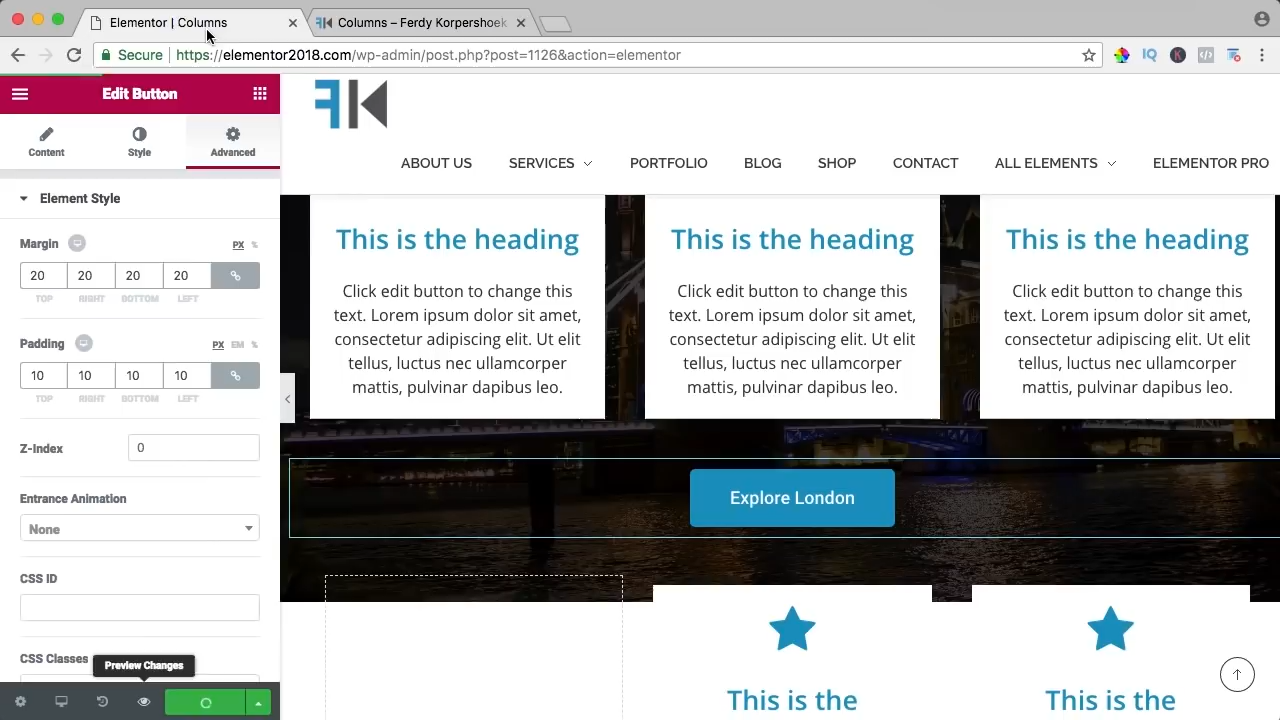 Elementor | Columns
Columns – Ferdy Korpershoek
Secure
https://elementor2018.com/wp-admin/post.php?post=1126&action=elementor
Edit Button
Content
Style
Advanced
Element Style
Margin
PX %
20 20 20 20
TOP RIGHT BOTTOM LEFT
Padding
PX EM %
10 10 10 10
TOP RIGHT BOTTOM LEFT
Z-Index
0
Entrance Animation
None
CSS ID
CSS Classes
Preview Changes
FK
ABOUT US SERVICES PORTFOLIO BLOG SHOP CONTACT ALL ELEMENTS ELEMENTOR PRO
This is the heading
Click edit button to change this
text. Lorem ipsum dolor sit amet,
consectetur adipiscing elit. Ut elit
tellus, luctus nec ullamcorper
mattis, pulvinar dapibus leo.
This is the heading
Click edit button to change this
text. Lorem ipsum dolor sit amet,
consectetur adipiscing elit. Ut elit
tellus, luctus nec ullamcorper
mattis, pulvinar dapibus leo.
This is the heading
Click edit button to change this
text. Lorem ipsum dolor sit amet,
consectetur adipiscing elit. Ut elit
tellus, luctus nec ullamcorper
mattis, pulvinar dapibus leo.
Explore London
This is the
This is the